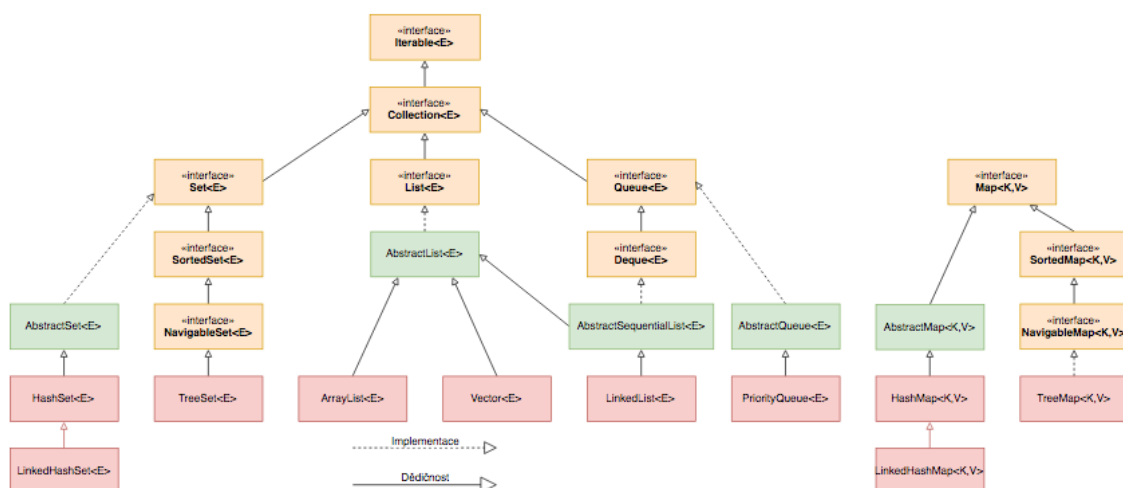 «interface»
Iterable<E>
«interface»
Collection<E>
«interface»
Set<E>
«interface»
List<E>
«interface»
Queue<E>
«interface»
Map<K,V>
«interface»
SortedSet<E>
AbstractList<E>
«interface»
Deque<E>
«interface»
SortedMap<K,V>
AbstractSet<E>
«interface»
NavigableSet<E>
AbstractSequentialList<E>
AbstractQueue<E>
AbstractMap<K,V>
«interface»
NavigableMap<K,V>
HashSet<E>
TreeSet<E>
ArrayList<E>
Vector<E>
LinkedList<E>
PriorityQueue<E>
HashMap<K,V>
TreeMap<K,V>
Implementace
LinkedHashSet<E>
Dědičnost
LinkedHashMap<K,V>